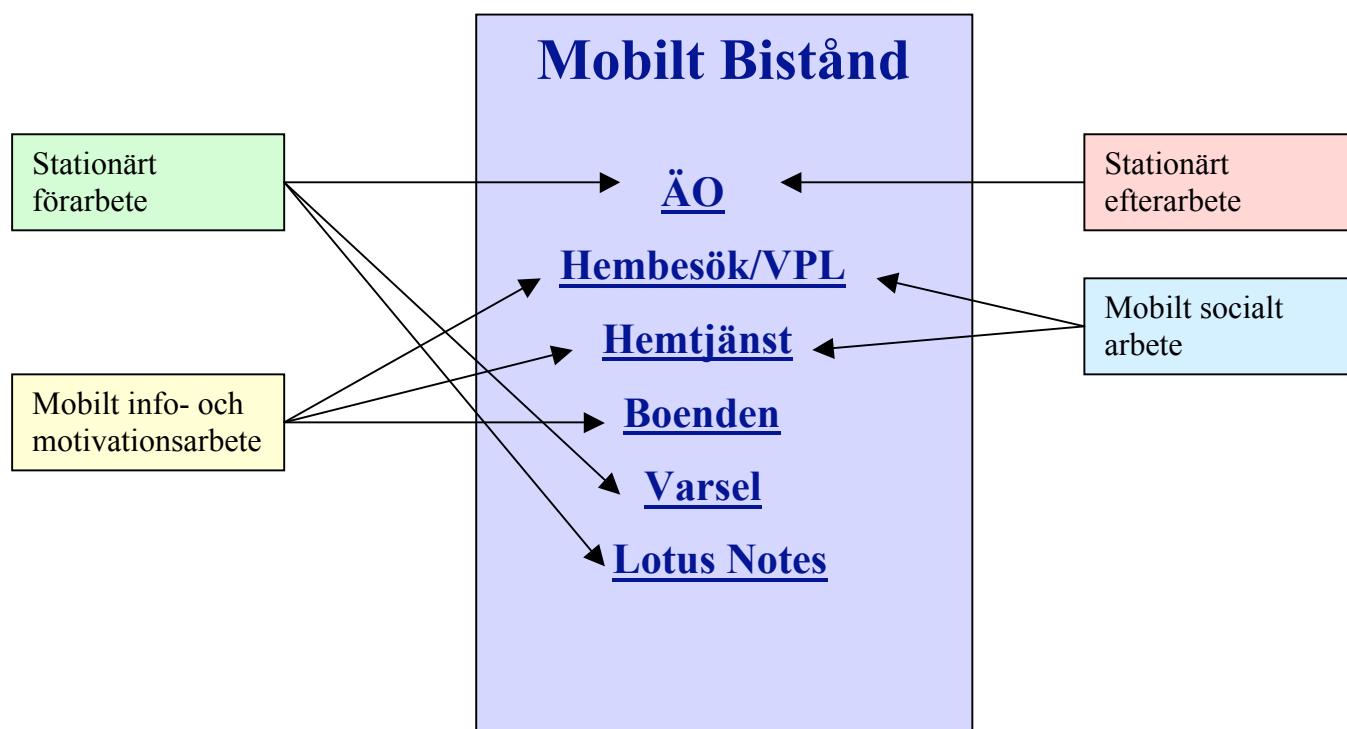 Mobilt Bistånd
Stationärt
förarbete
Mobilt info- och
motivationsarbete
ÄO
Hembesök/VPL
Hemtjänst
Boenden
Varsel
Lotus Notes
Stationärt
efterarbete
Mobilt socialt
arbete